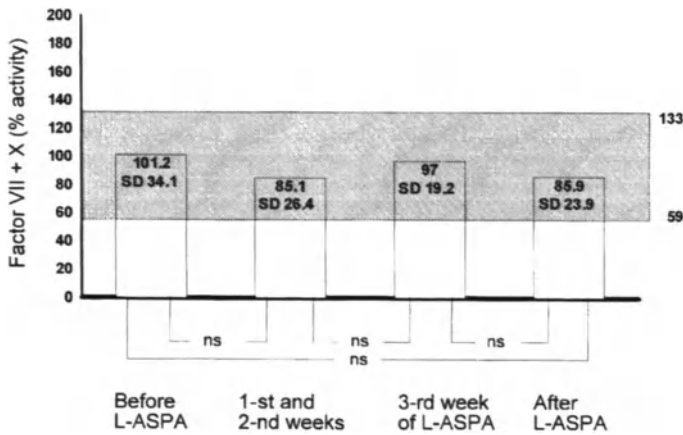 Factor VII + X (% activity)
200
180
160
140
120
100
80
60
40
20
0
133
59
101.2
SD 34.1
85.1
SD 26.4
97
SD 19.2
85.9
SD 23.9
ns
ns
ns
ns
Before
L-ASPA
1-st and
2-nd weeks
3-rd week
of L-ASPA
After
L-ASPA